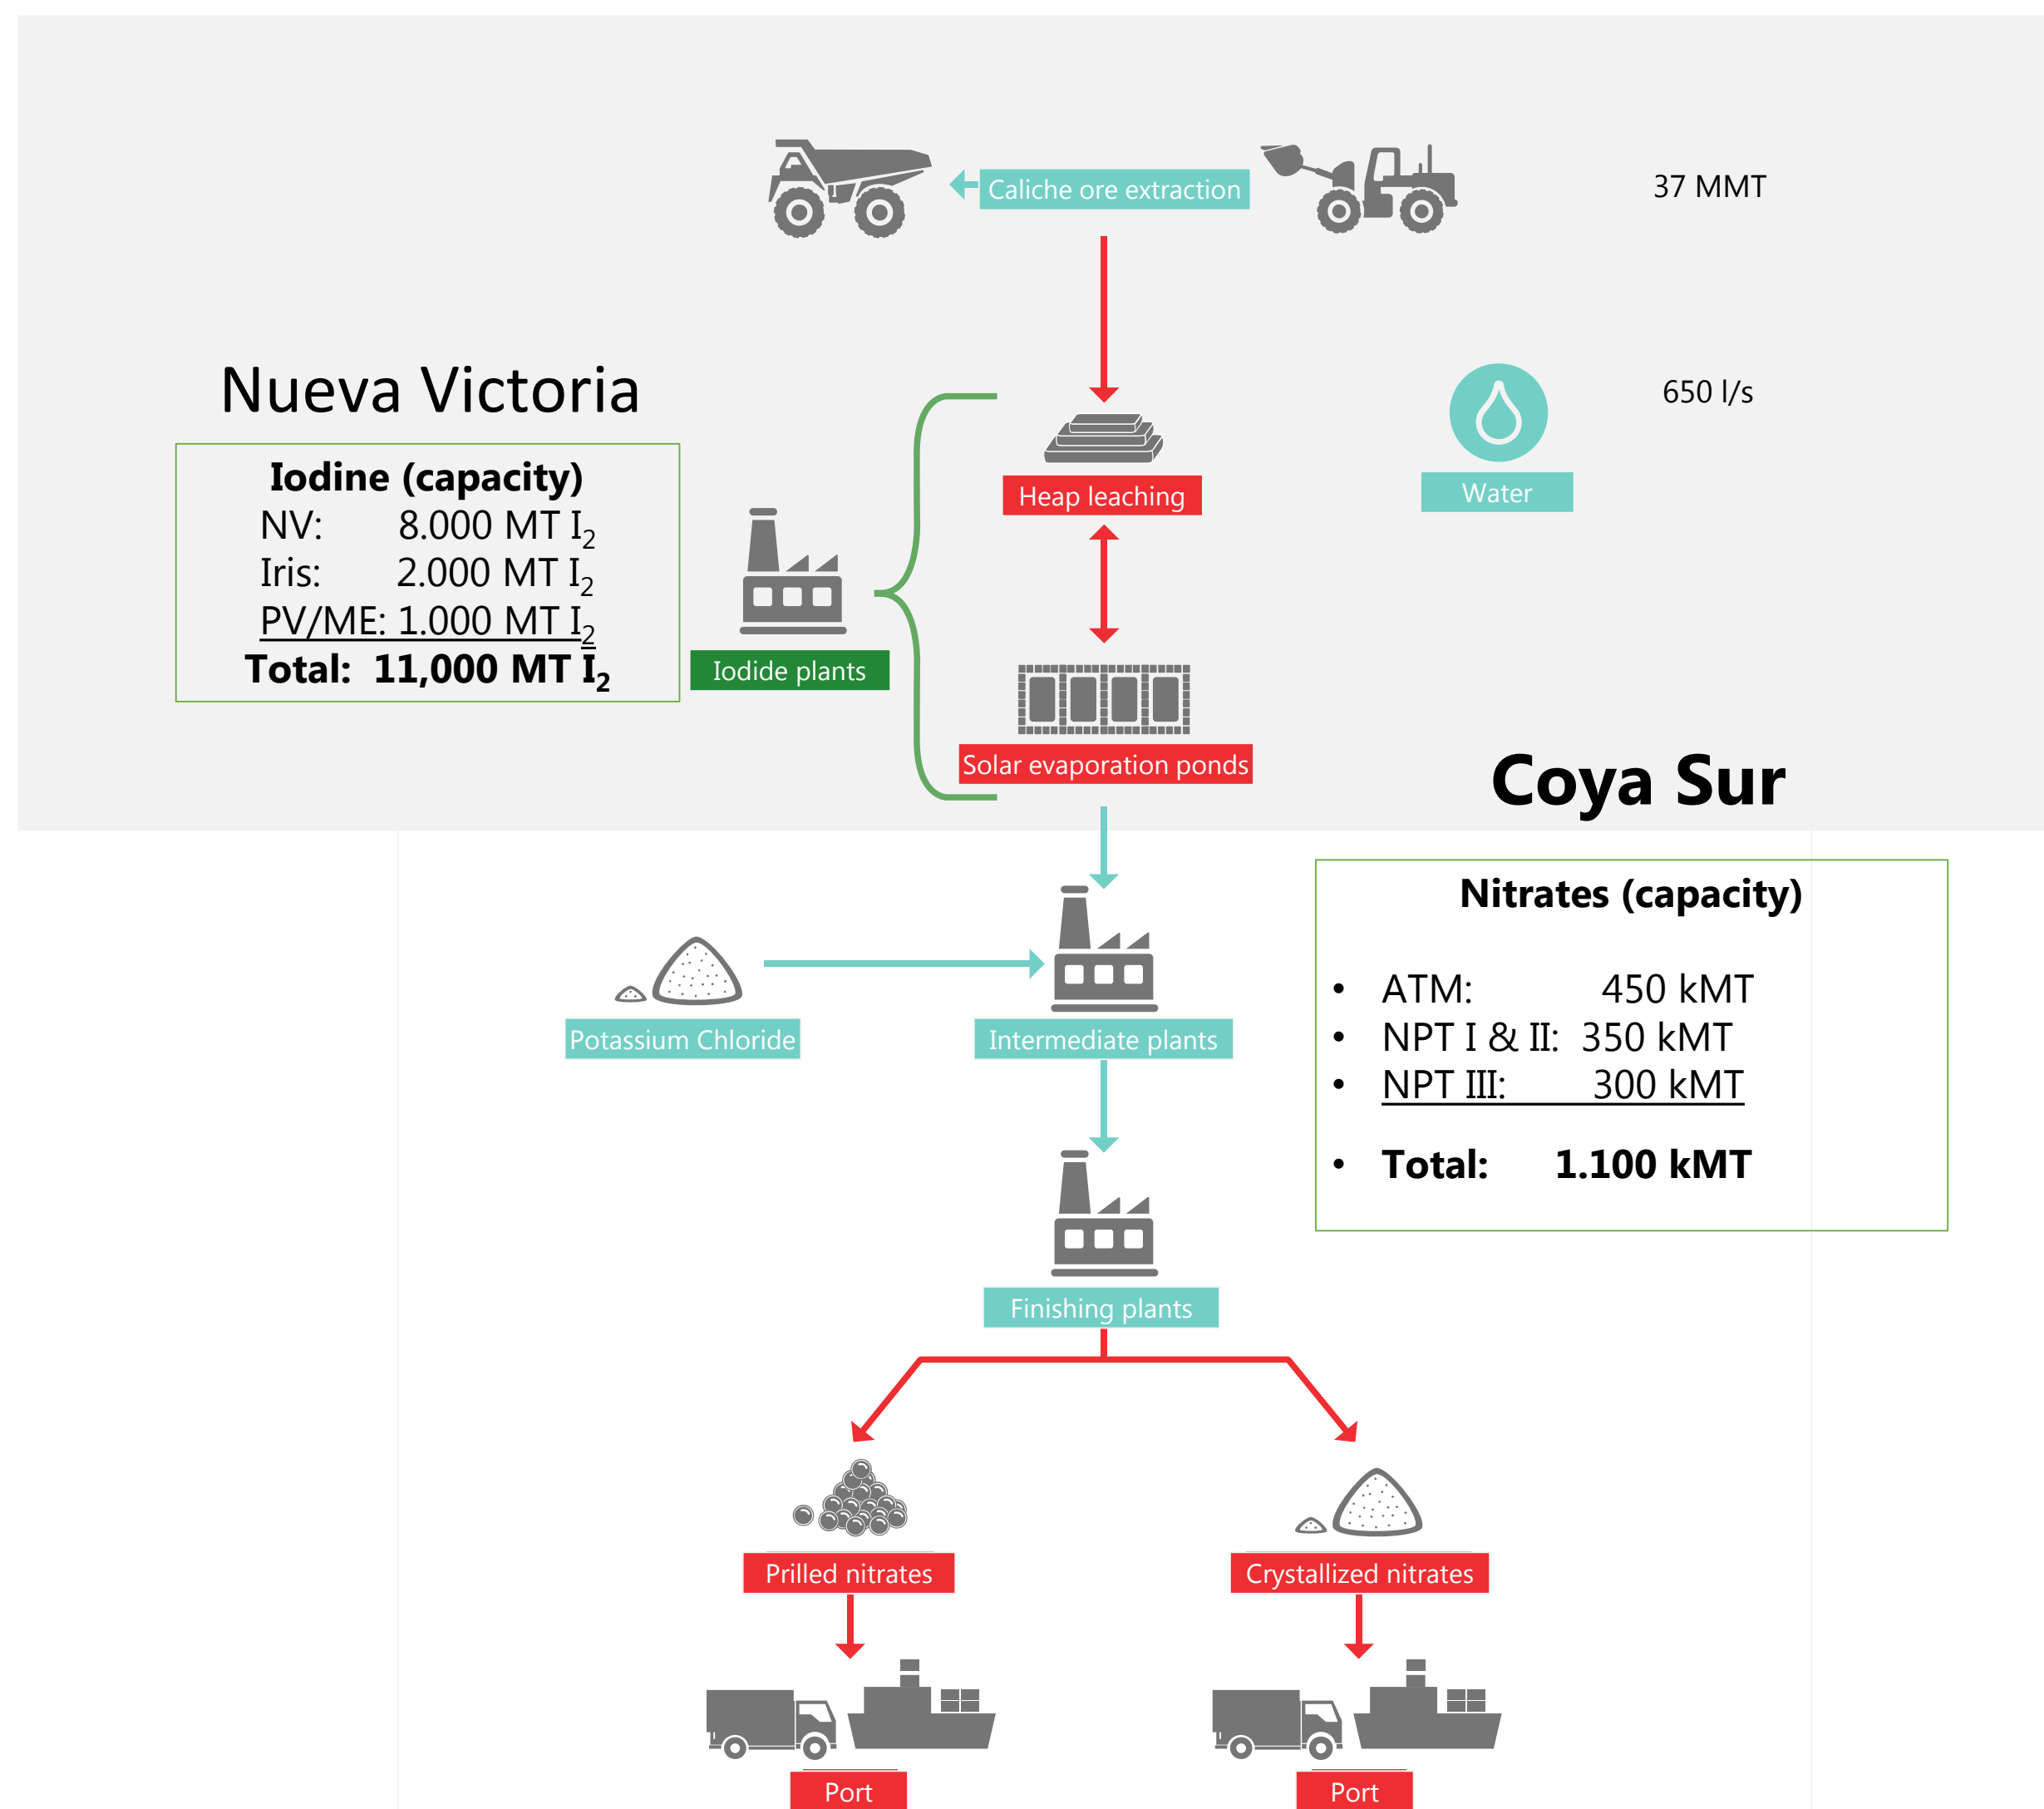 Caliche ore extraction
37 MMT
Nueva Victoria
650 l/s
Iodine (capacity)
NV: 8.000 MT I2
Iris: 2.000 MT I2
PV/ME: 1.000 MT I2
Total: 11,000 MT I2
Heap leaching
Water
Iodide plants
Solar evaporation ponds
Coya Sur
Nitrates (capacity)
• ATM: 450 kMT
• NPT I & II: 350 kMT
• NPT III: 300 kMT
• Total: 1.100 kMT
Potassium Chloride
Intermediate plants
Finishing plants
Prilled nitrates
Crystallized nitrates
Port
Port